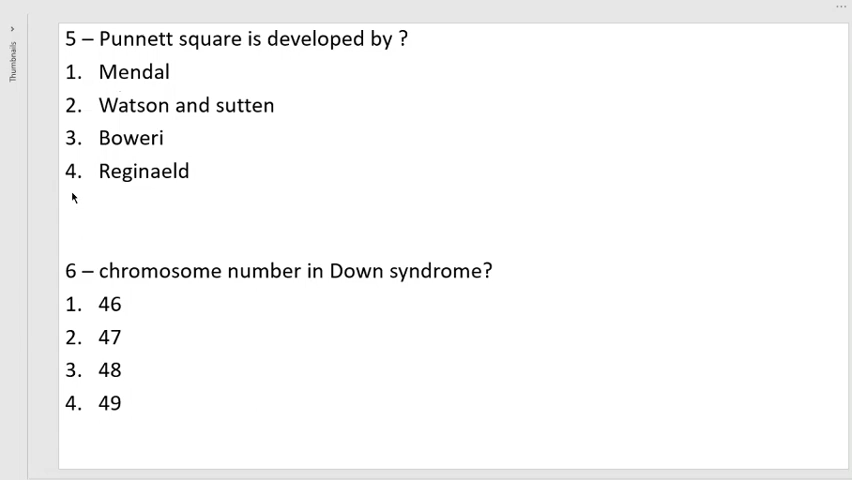 Thumbnails
5 – Punnett square is developed by ?
1. Mendal
2. Watson and sutten
3. Boweri
4. Reginaeld
6 – chromosome number in Down syndrome?
1. 46
2. 47
3. 48
4. 49